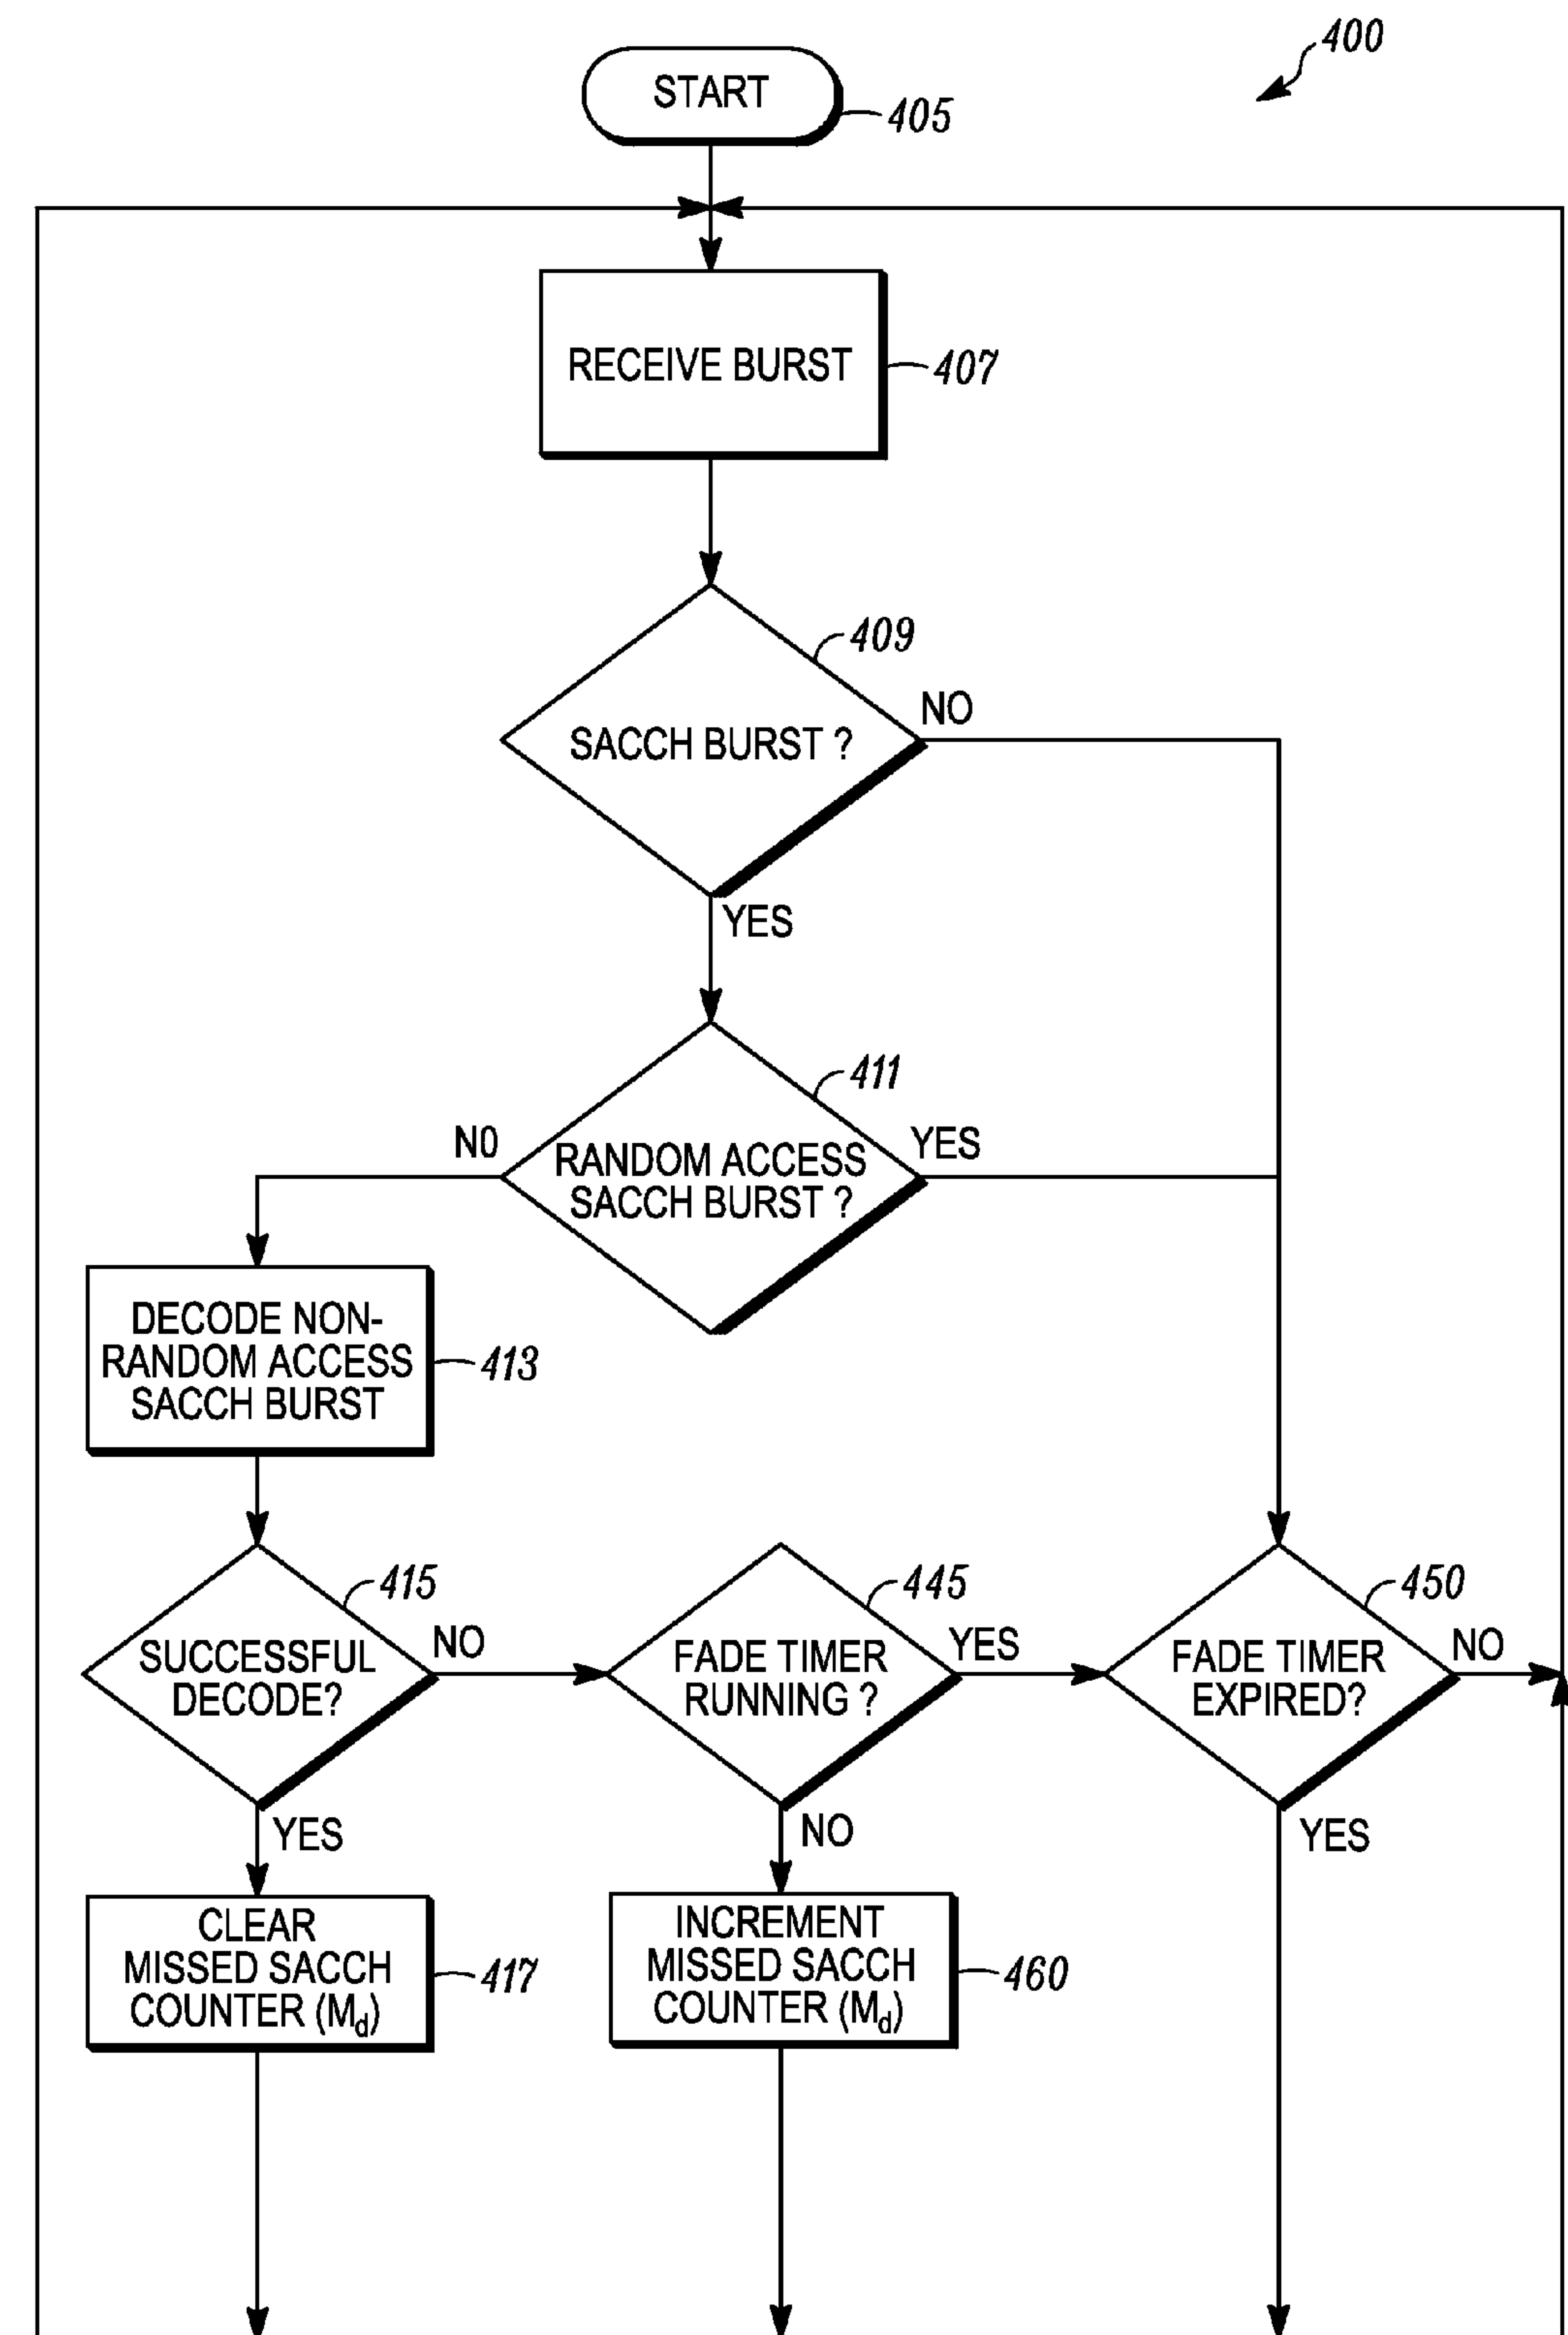 400
START
405
RECEIVE BURST
407
409
SACCH BURST ?
NO
YES
411
RANDOM ACCESS
SACCH BURST ?
N0
YES
DECODE NON-
RANDOM ACCESS
SACCH BURST
413
415
SUCCESSFUL
DECODE?
NO
YES
445
FADE TIMER
RUNNING ?
YES
NO
450
FADE TIMER
EXPIRED?
NO
YES
CLEAR
MISSED SACCH
COUNTER (Md)
417
INCREMENT
MISSED SACCH
COUNTER (Md)
460